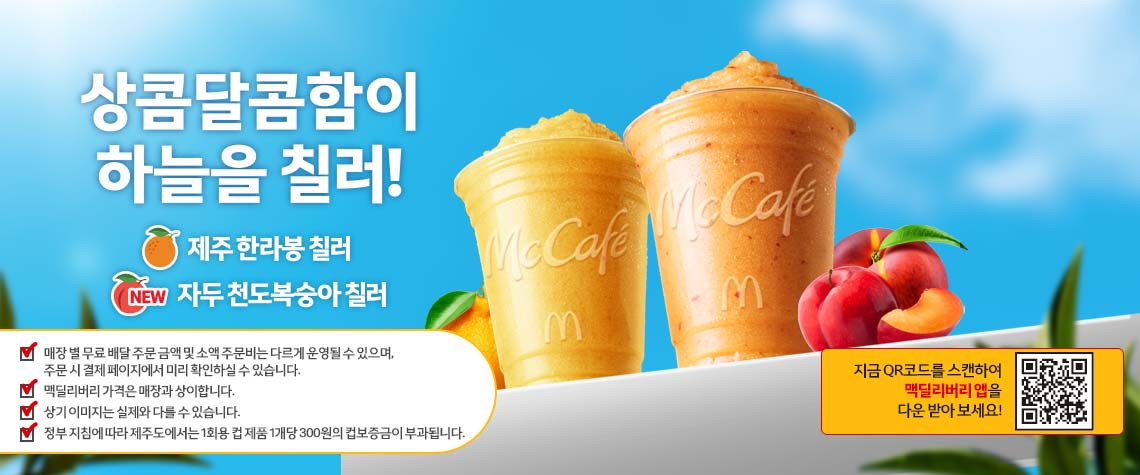 상콤달콤함이
하늘을 칠러!
제주 한라봉 칠러
NEW 자두 천도복숭아 칠러
McCafé
McCafé
매장 별 무료 배달 주문 금액 및 소액 주문비는 다르게 운영될 수 있으며,
주문 시 결제 페이지에서 미리 확인하실 수 있습니다.
맥딜리버리 가격은 매장과 상이합니다.
상기 이미지는 실제와 다를 수 있습니다.
정부 지침에 따라 제주도에서는 1회용 컵 제품 1개당 300원의 컵보증금이 부과됩니다.
지금 QR코드를 스캔하여
맥딜리버리 앱을
다운 받아 보세요!